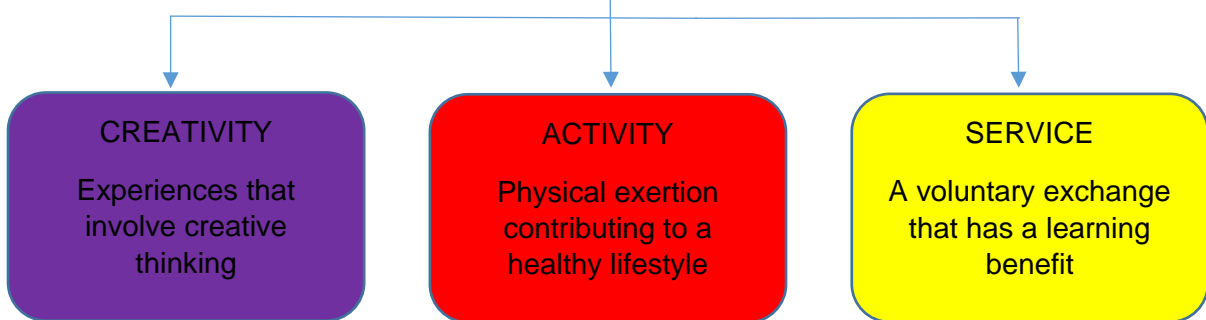 CREATIVITY
Experiences that
involve creative
thinking
ACTIVITY
Physical exertion
contributing to a
healthy lifestyle
SERVICE
A voluntary exchange
that has a learning
benefit